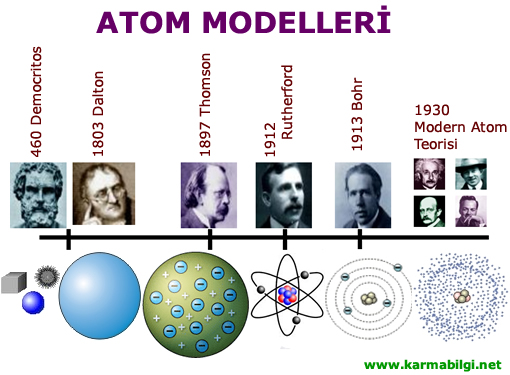 ATOM MODELLERİ
460 Democritos
1803 Dalton
1897 Thomson
1912
Rutherford
1913 Bohr
1930
Modern Atom
Teorisi
www.karmabilgi.net